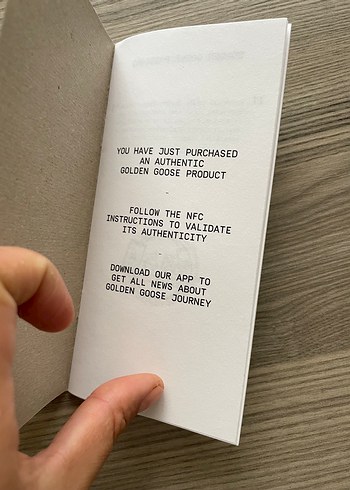 YOU HAVE JUST PURCHASED
AN AUTHENTIC
GOLDEN GOOSE PRODUCT
-
FOLLOW THE NFC
INSTRUCTIONS TO VALIDATE
ITS AUTHENTICITY
-
DOWNLOAD OUR APP TO
GET ALL NEWS ABOUT
GOLDEN GOOSE JOURNEY